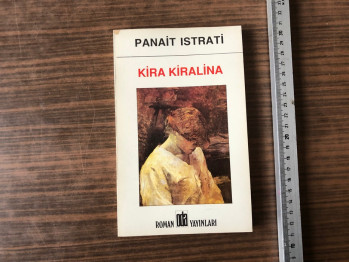 PANAİT ISTRATİ
KİRA KİRALİNA
ROMAN oda YAYINLARI